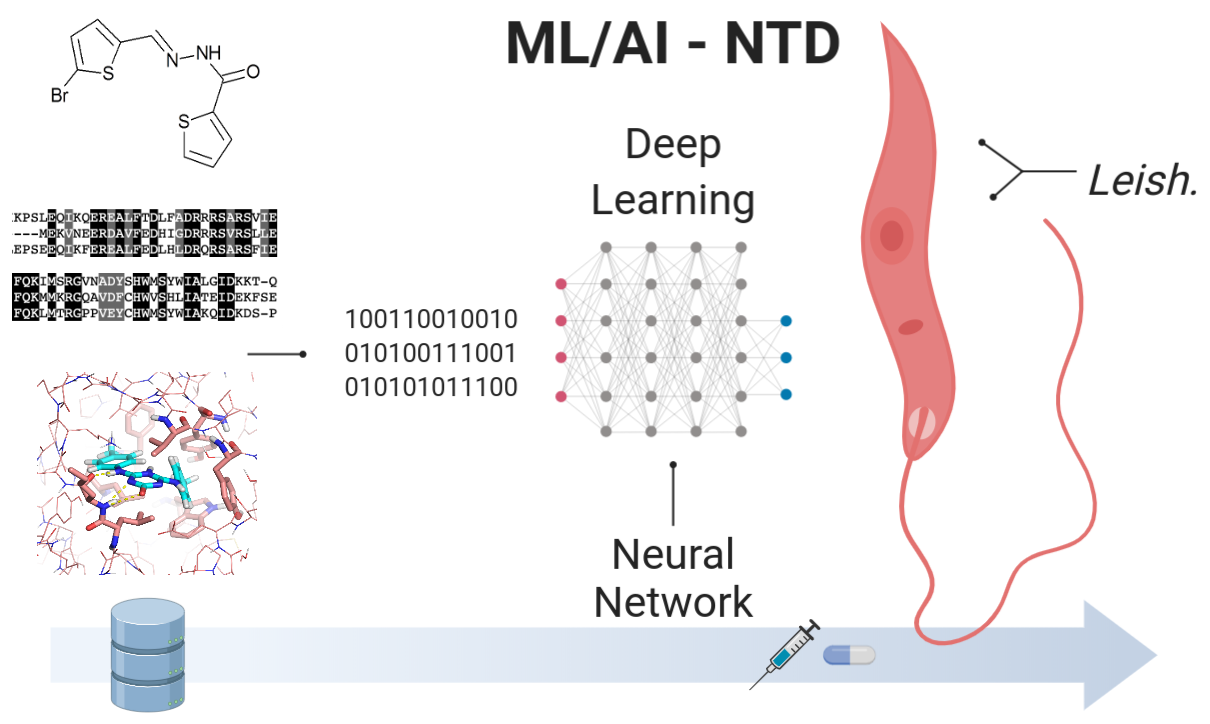 ML/AI - NTD
Br
S
N
NH
O
S
Deep
Learning
Leish.
KPSLEQIKQEREALFTDLFADRRRSARSVIE
---MEKVNEERDAVFEDHIGDRRRSVRSLLE
EPSEEQIKFEREALFEDLHLDRQRSARSFIE
FQKIMSRGVNADYSHWMSYWIALGIDKKT-Q
FQKMMKRGQAVDFCHWVSHLIATEIDEKFSE
FQKLMTRGPPVEYCHWMSYWIAKQIDKDS-P
100110010010
010100111001
010101011100
Neural
Network